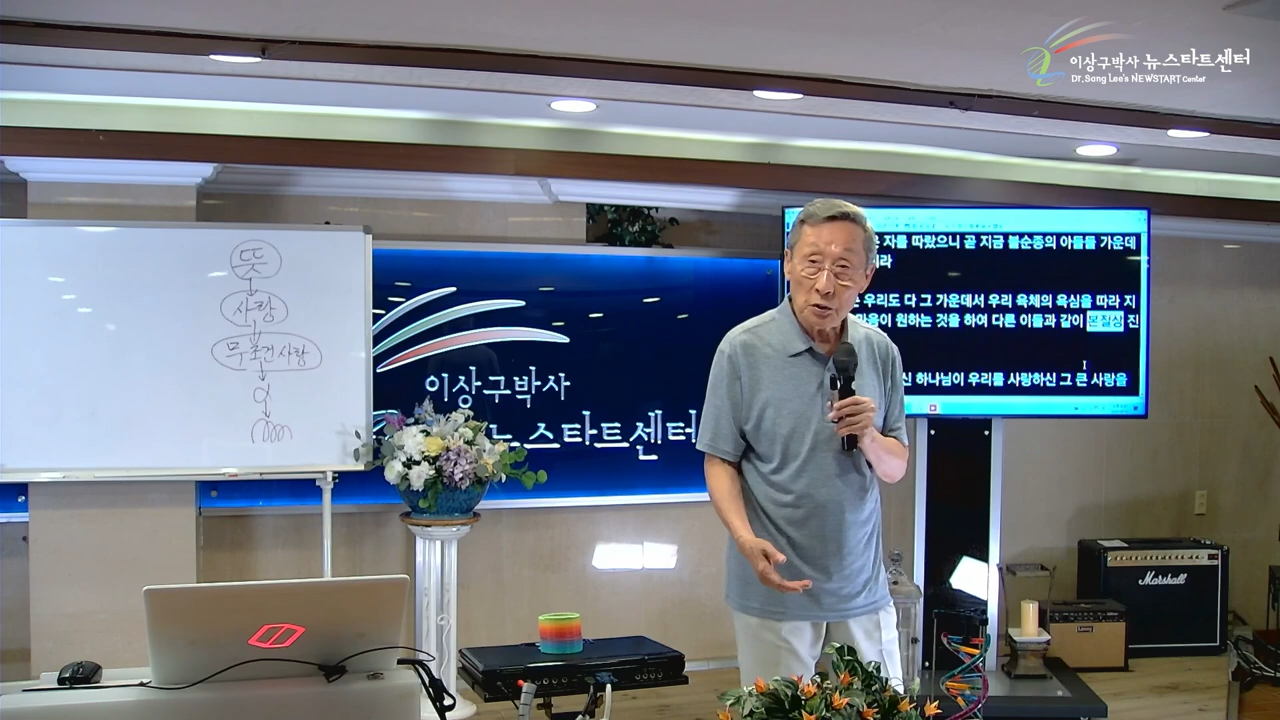 이상구박사 뉴스타트센터
Dr.Sang Lee's NEWSTART Center
뜻
사랑
무조건사랑
α
이상구박사
뉴스타트센터
자를 따랐으니 곧 지금 불순종의 아들들 가운데
라
우리도 다 그 가운데서 우리 육체의 욕심을 따라 지
마음이 원하는 것을 하여 다른 이들과 같이 본질상 진
신 하나님이 우리를 사랑하신 그 큰 사랑을
Marshall
Laney